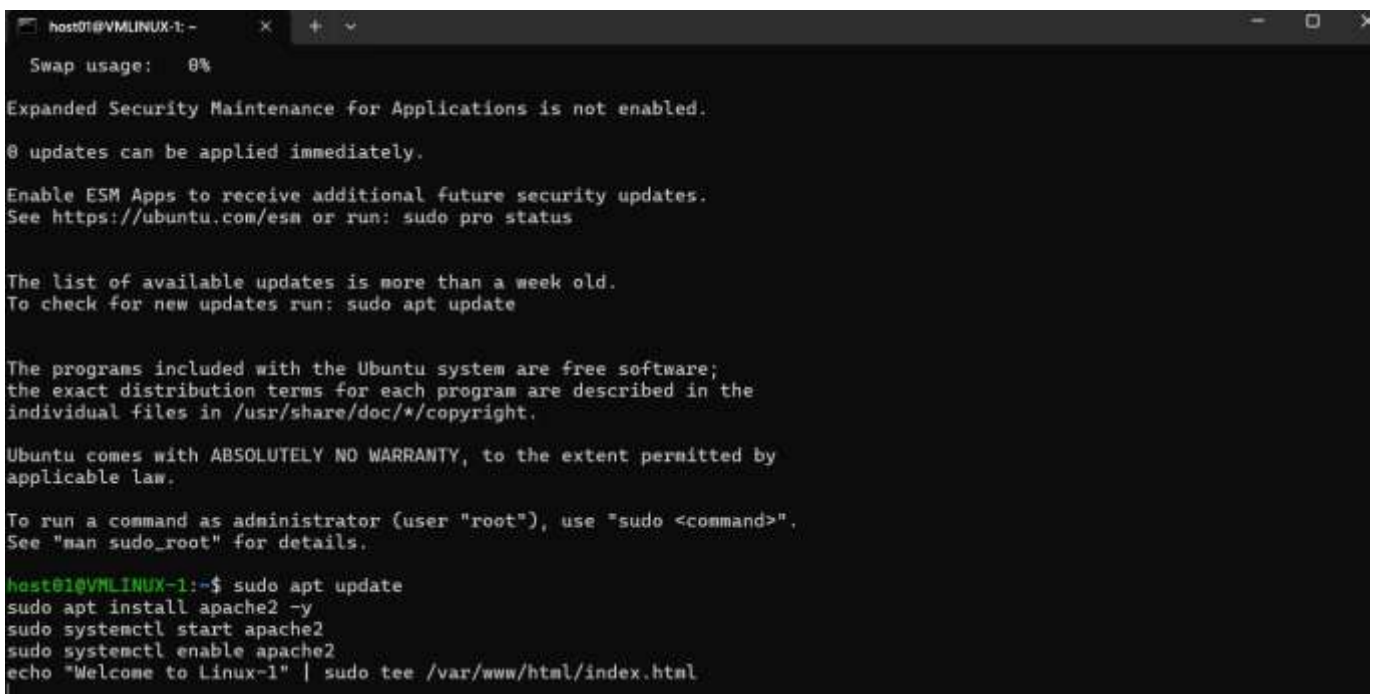 host01@VMLINUX-1: ~
Swap usage: 0%
Expanded Security Maintenance for Applications is not enabled.
0 updates can be applied immediately.
Enable ESM Apps to receive additional future security updates.
See https://ubuntu.com/esm or run: sudo pro status
The list of available updates is more than a week old.
To check for new updates run: sudo apt update
The programs included with the Ubuntu system are free software;
the exact distribution terms for each program are described in the
individual files in /usr/share/doc/*/copyright.
Ubuntu comes with ABSOLUTELY NO WARRANTY, to the extent permitted by
applicable law.
To run a command as administrator (user "root"), use "sudo <command>".
See "man sudo_root" for details.
host01@VMLINUX-1:~$ sudo apt update
sudo apt install apache2 -y
sudo systemctl start apache2
sudo systemctl enable apache2
echo "Welcome to Linux-1" | sudo tee /var/www/html/index.html